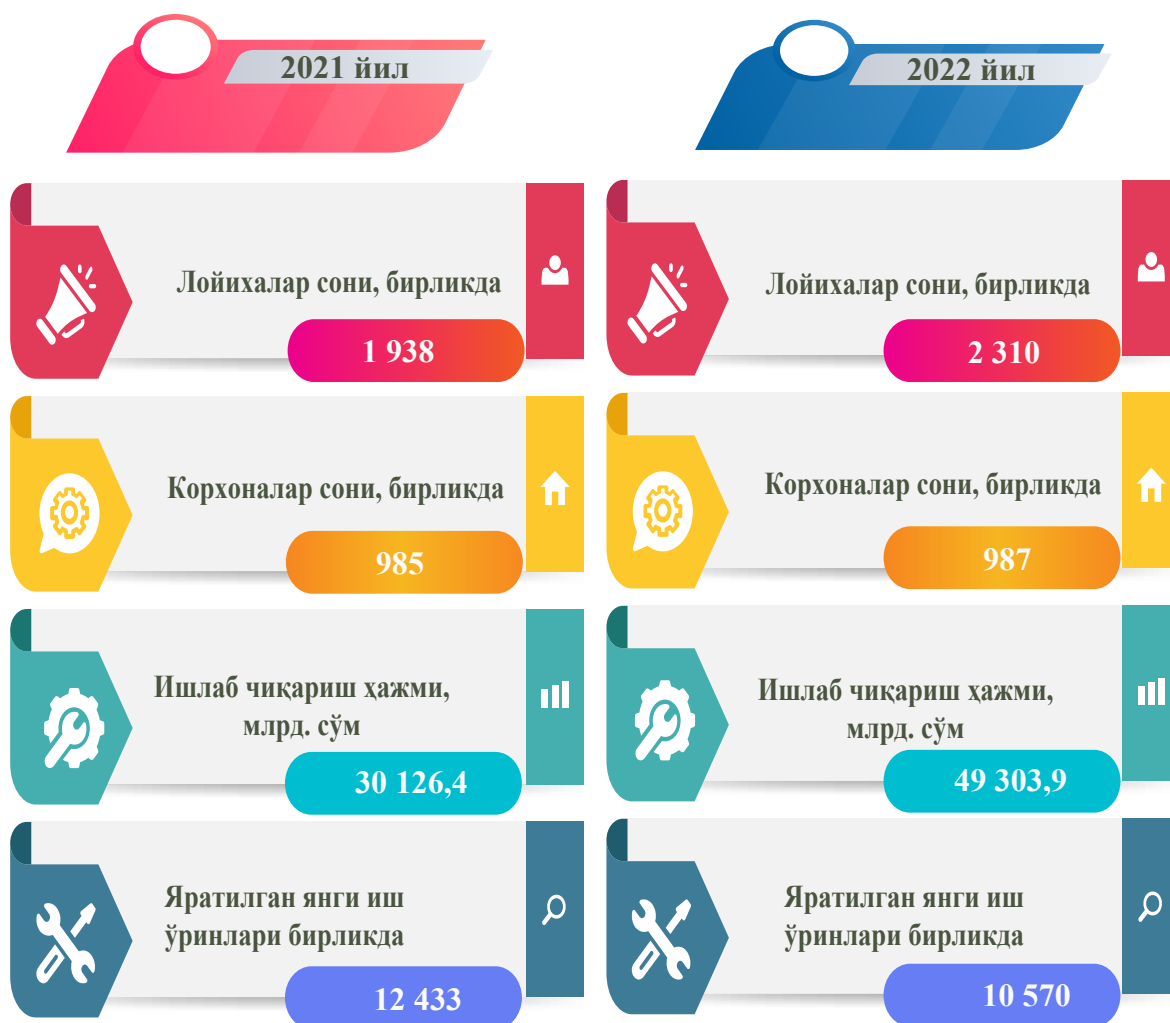 2021 йил
Лойихалар сони, бирликда
1 938
Корхоналар сони, бирликда
985
Ишлаб чиқариш ҳажми,
млрд. сўм
30 126,4
Яратилган янги иш
ўринлари бирликда
12 433
2022 йил
Лойихалар сони, бирликда
2 310
Корхоналар сони, бирликда
987
Ишлаб чиқариш ҳажми,
млрд. сўм
49 303,9
Яратилган янги иш
ўринлари бирликда
10 570